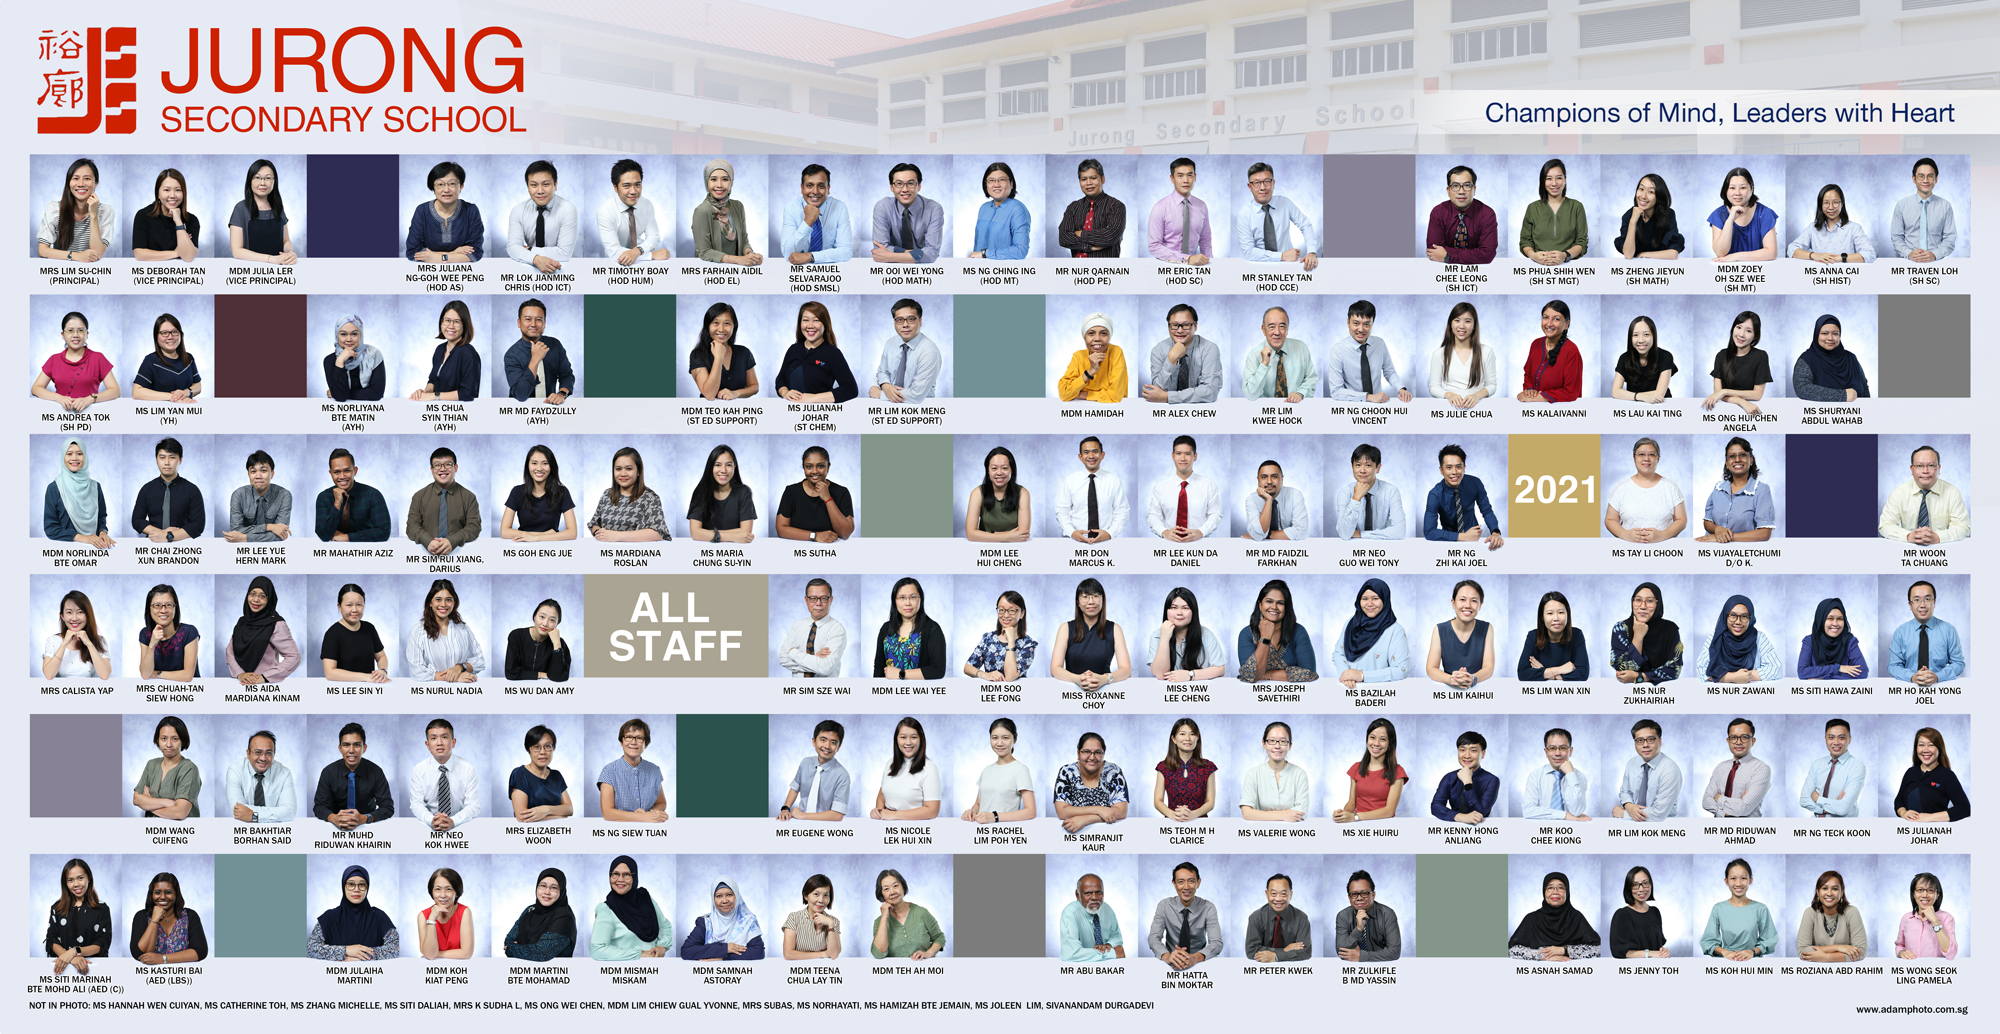 裕
廊
JURONG
SECONDARY SCHOOL
Jurong Secondary School
Champions of Mind, Leaders with Heart
MRS LIM SU-CHIN
(PRINCIPAL)
MS DEBORAH TAN
(VICE PRINCIPAL)
MDM JULIA LER
(VICE PRINCIPAL)
MRS JULIANA
NG-GOH WEE PENG
(HOD AS)
MR LOK JIANMING
CHRIS (HOD ICT)
MR TIMOTHY BOAY
(HOD HUM)
MRS FARHAIN AIDIL
(HOD EL)
MR SAMUEL
SELVARAJOO
(HOD SMSL)
MR OOI WEI YONG
(HOD MATH)
MS NG CHING ING
(HOD MT)
MR NUR QARNAIN
(HOD PE)
MR ERIC TAN
(HOD SC)
MR STANLEY TAN
(HOD CCE)
MR LAM
CHEE LEONG
(SH ICT)
MS PHUA SHIH WEN
(SH ST MGT)
MS ZHENG JIEYUN
(SH MATH)
MDM ZOEY
OH SZE WEE
(SH MT)
MS ANNA CAI
(SH HIST)
MR TRAVEN LOH
(SH SC)
MS ANDREA TOK
(SH PD)
MS LIM YAN MUI
(YH)
MS NORLIYANA
BTE MATIN
(AYH)
MS CHUA
SYIN THIAN
(AYH)
MR MD FAYDZULLY
(AYH)
MDM TEO KAH PING
(ST ED SUPPORT)
MS JULIANAH
JOHAR
(ST CHEM)
MR LIM KOK MENG
(ST ED SUPPORT)
MDM HAMIDAH
MR ALEX CHEW
MR LIM
KWEE HOCK
MR NG CHOON HUI
VINCENT
MS JULIE CHUA
MS KALAIVANNI
MS LAU KAI TING
MS ONG HUI CHEN
ANGELA
MS SHURYANI
ABDUL WAHAB
MDM NORLINDA
BTE OMAR
MR CHAI ZHONG
XUN BRANDON
MR LEE YUE
HERN MARK
MR MAHATHIR AZIZ
MR SIM RUI XIANG,
DARIUS
MS GOH ENG JUE
MS MARDIANA
ROSLAN
MS MARIA
CHUNG SU-YIN
MS SUTHA
MDM LEE
HUI CHENG
MR DON
MARCUS K.
MR LEE KUN DA
DANIEL
MR MD FAIDZIL
FARKHAN
MR NEO
GUO WEI TONY
MR NG
ZHI KAI JOEL
2021
MS TAY LI CHOON
MS VIJAYALETCHUMI
D/O K.
MR WOON
TA CHUANG
MRS CALISTA YAP
MRS CHUAH-TAN
SIEW HONG
MS AIDA
MARDIANA KINAM
MS LEE SIN YI
MS NURUL NADIA
MS WU DAN AMY
ALL
STAFF
MR SIM SZE WAI
MDM LEE WAI YEE
MDM SOO
LEE FONG
MISS ROXANNE
CHOY
MISS YAW
LEE CHENG
MRS JOSEPH
SAVETHIRI
MS BAZILAH
BADERI
MS LIM KAIHUI
MS LIM WAN XIN
MS NUR
ZUKHAIRIAH
MS NUR ZAWANI
MS SITI HAWA ZAINI
MR HO KAH YONG
JOEL
MDM WANG
CUIFENG
MR BAKHTIAR
BORHAN SAID
MR MUHD
RIDUWAN KHAIRIN
MR NEO
KOK HWEE
MRS ELIZABETH
WOON
MS NG SIEW TUAN
MR EUGENE WONG
MS NICOLE
LEK HUI XIN
MS RACHEL
LIM POH YEN
MS SIMRANJIT
KAUR
MS TEOH M H
CLARICE
MS VALERIE WONG
MS XIE HUIRU
MR KENNY HONG
ANLIANG
MR KOO
CHEE KIONG
MR LIM KOK MENG
MR MD RIDUWAN
AHMAD
MR NG TECK KOON
MS JULIANAH
JOHAR
MS SITI MARINAH
BTE MOHD ALI (AED (C))
MS KASTURI BAI
(AED (LBS))
MDM JULAIHA
MARTINI
MDM KOH
KIAT PENG
MDM MARTINI
BTE MOHAMAD
MDM MISMAH
MISKAM
MDM SAMNAH
ASTORAY
MDM TEENA
CHUA LAY TIN
MDM TEH AH MOI
MR ABU BAKAR
MR HATTA
BIN MOKTAR
MR PETER KWEK
MR ZULKIFLE
B MD YASSIN
MS ASNAH SAMAD
MS JENNY TOH
MS KOH HUI MIN
MS ROZIANA ABD RAHIM
MS WONG SEOK
LING PAMELA
NOT IN PHOTO: MS HANNAH WEN CUIYAN, MS CATHERINE TOH, MS ZHANG MICHELLE, MS SITI DALIAH, MRS K SUDHA L, MS ONG WEI CHEN, MDM LIM CHIEW GUAL YVONNE, MRS SUBAS, MS NORHAYATI, MS HAMIZAH BTE JEMAIN, MS JOLEEN LIM, SIVANANDAM DURGADEVI
www.adamphoto.com.sg